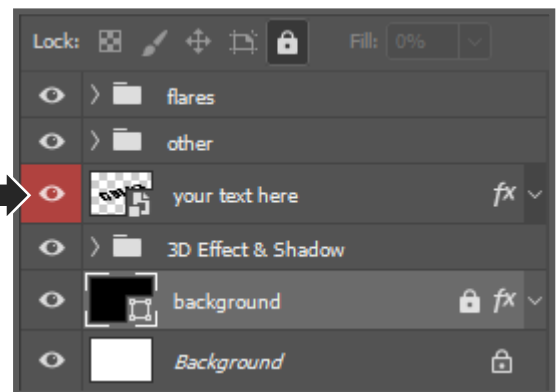 Lock: Fill: 0%
flares
other
your text here fx
3D Effect & Shadow
background fx
Background